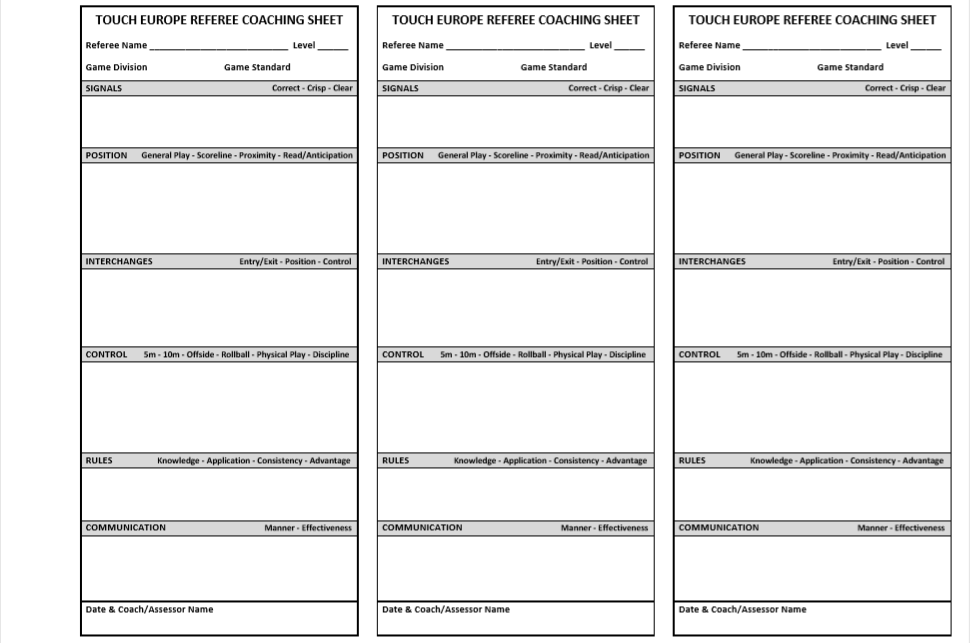 TOUCH EUROPE REFEREE COACHING SHEET
Referee Name ____________________________ Level ______
Game Division Game Standard
SIGNALS Correct - Crisp - Clear
POSITION General Play - Scoreline - Proximity - Read/Anticipation
INTERCHANGES Entry/Exit - Position - Control
CONTROL 5m - 10m - Offside - Rollball - Physical Play - Discipline
RULES Knowledge - Application - Consistency - Advantage
COMMUNICATION Manner - Effectiveness
Date & Coach/Assessor Name
TOUCH EUROPE REFEREE COACHING SHEET
Referee Name ____________________________ Level ______
Game Division Game Standard
SIGNALS Correct - Crisp - Clear
POSITION General Play - Scoreline - Proximity - Read/Anticipation
INTERCHANGES Entry/Exit - Position - Control
CONTROL 5m - 10m - Offside - Rollball - Physical Play - Discipline
RULES Knowledge - Application - Consistency - Advantage
COMMUNICATION Manner - Effectiveness
Date & Coach/Assessor Name
TOUCH EUROPE REFEREE COACHING SHEET
Referee Name ____________________________ Level ______
Game Division Game Standard
SIGNALS Correct - Crisp - Clear
POSITION General Play - Scoreline - Proximity - Read/Anticipation
INTERCHANGES Entry/Exit - Position - Control
CONTROL 5m - 10m - Offside - Rollball - Physical Play - Discipline
RULES Knowledge - Application - Consistency - Advantage
COMMUNICATION Manner - Effectiveness
Date & Coach/Assessor Name